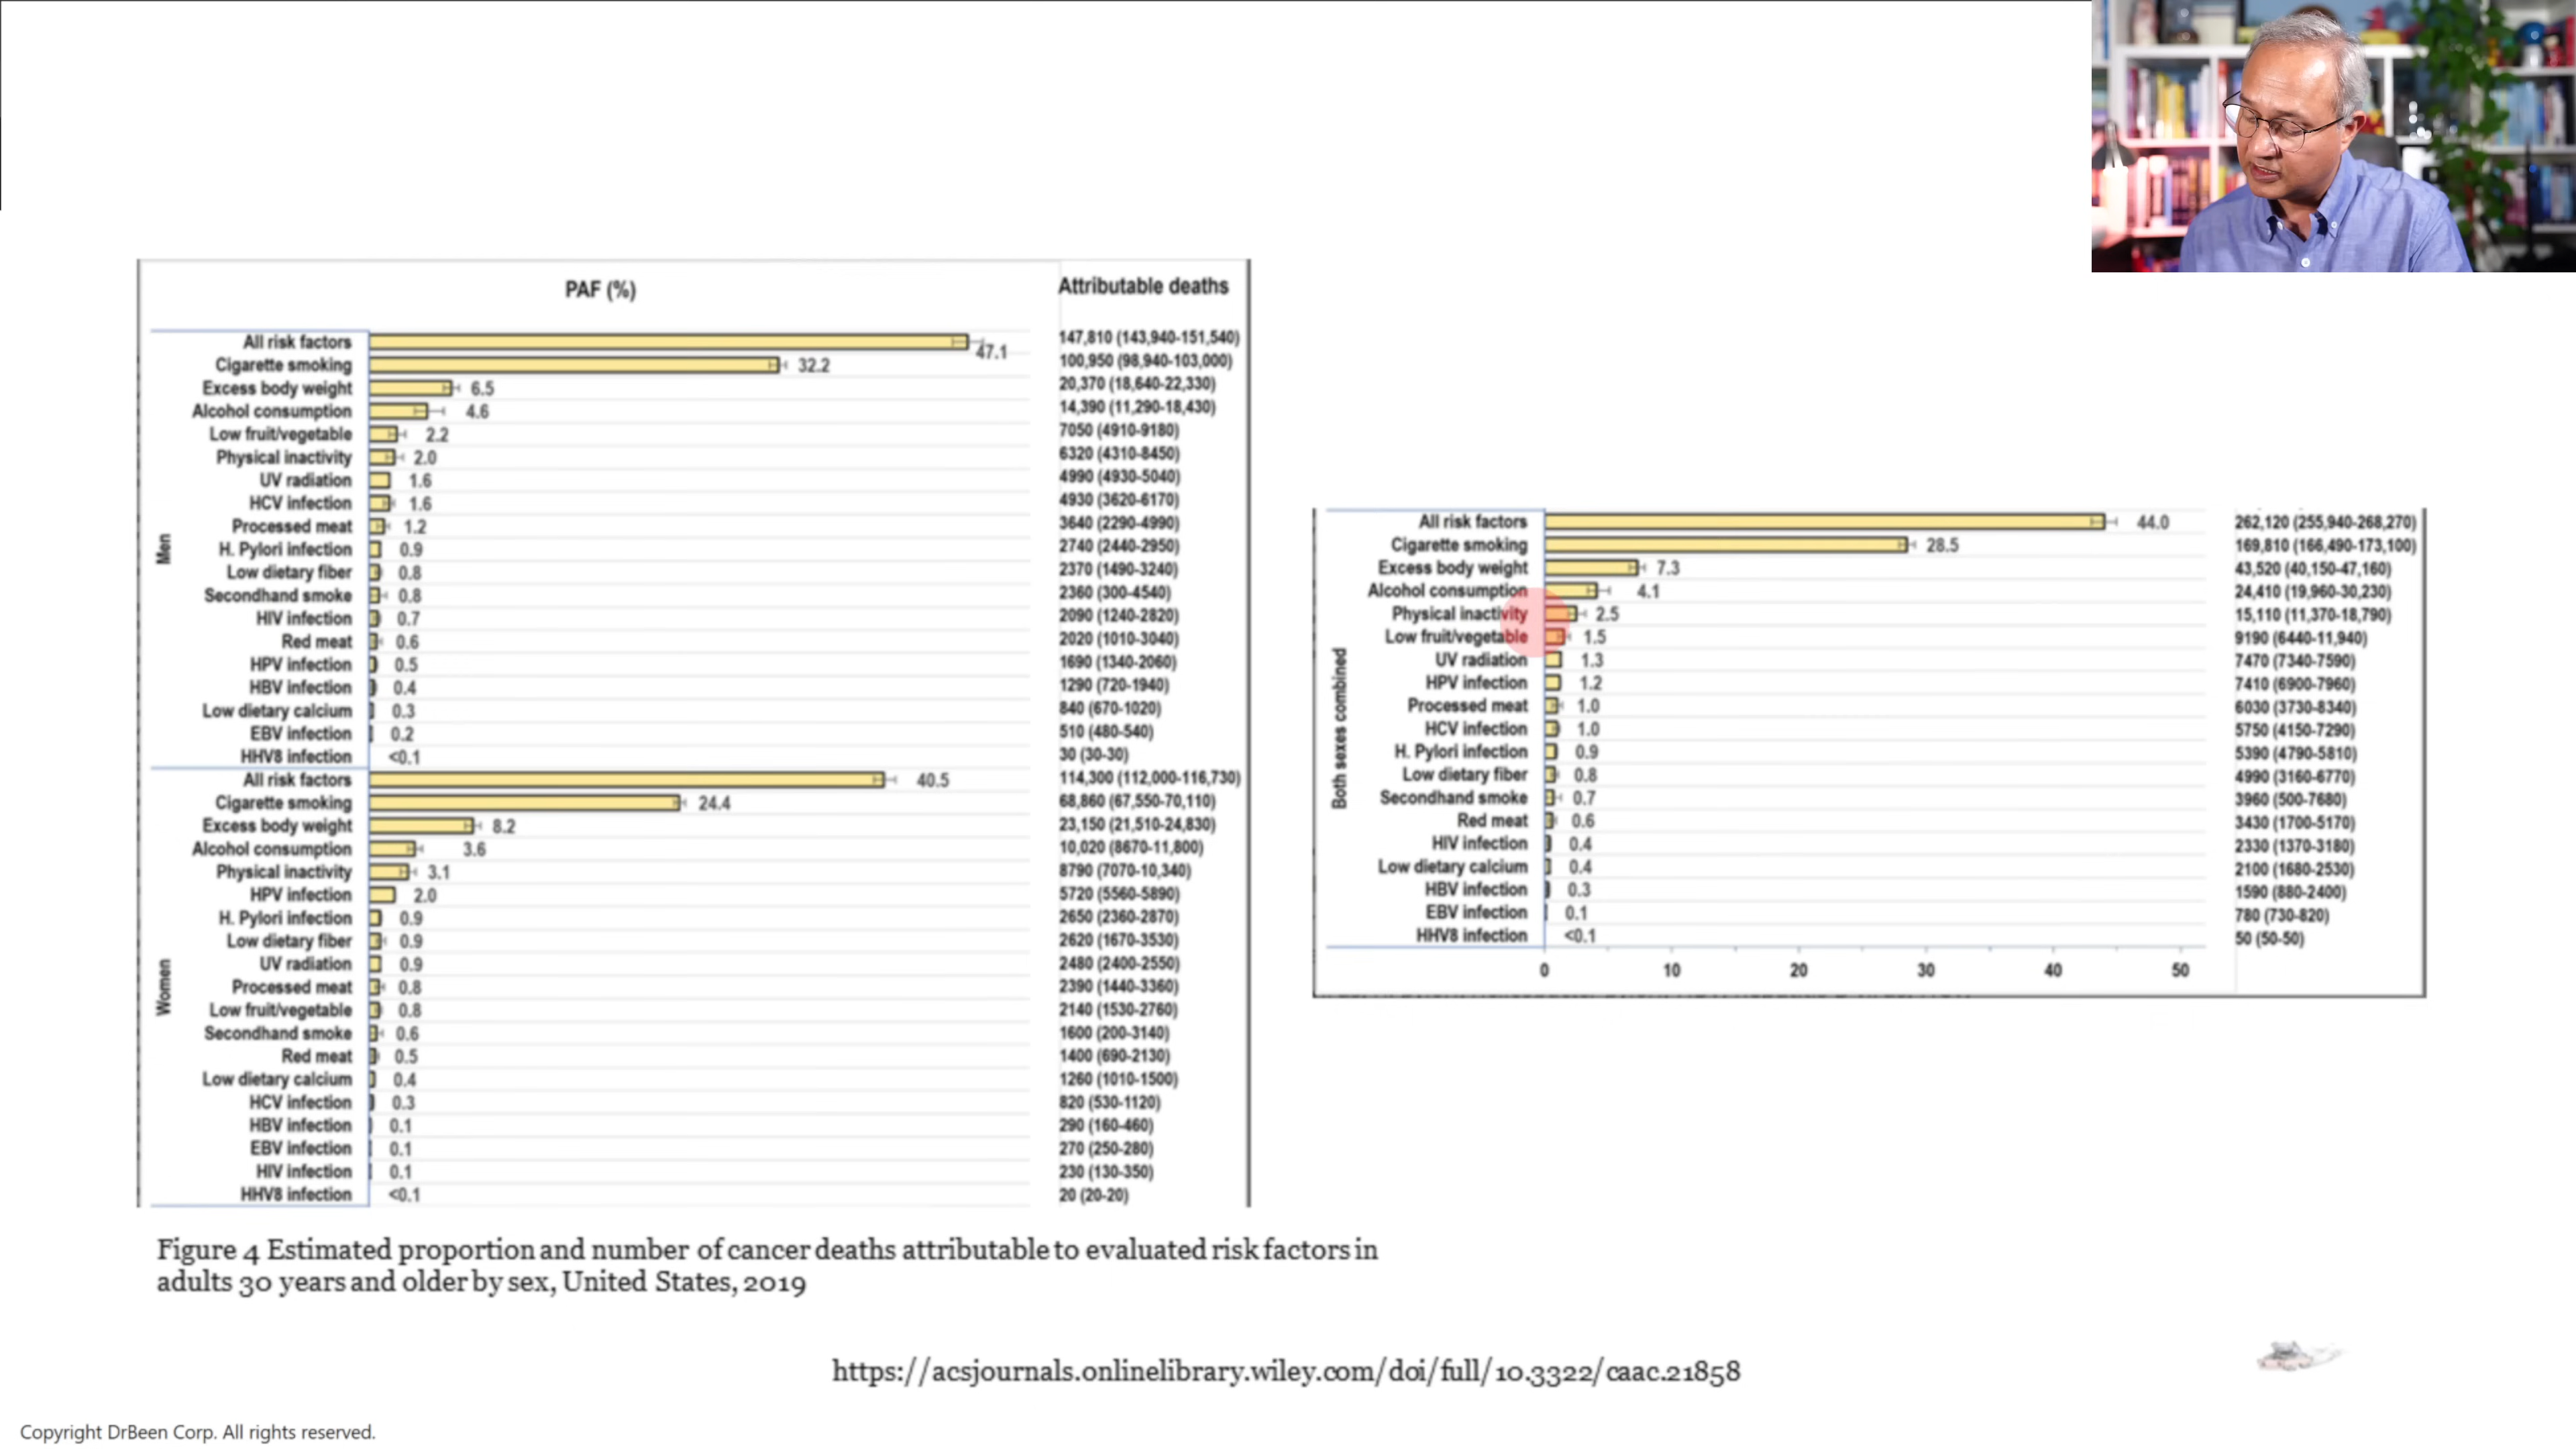 PAF (%) Attributable deaths
Men
All risk factors 47.1 147,810 (143,940-151,540)
Cigarette smoking 32.2 100,950 (98,940-103,000)
Excess body weight 6.5 20,370 (18,640-22,330)
Alcohol consumption 4.6 14,390 (11,290-18,430)
Low fruit/vegetable 2.2 7050 (4910-9180)
Physical inactivity 2.0 6320 (4310-8450)
UV radiation 1.6 4990 (4930-5040)
HCV infection 1.6 4930 (3620-6170)
Processed meat 1.2 3640 (2290-4990)
H. Pylori infection 0.9 2740 (2440-2950)
Low dietary fiber 0.8 2370 (1490-3240)
Secondhand smoke 0.8 2360 (300-4540)
HIV infection 0.7 2090 (1240-2820)
Red meat 0.6 2020 (1010-3040)
HPV infection 0.5 1690 (1340-2060)
HBV infection 0.4 1290 (720-1940)
Low dietary calcium 0.3 840 (670-1020)
EBV infection 0.2 510 (480-540)
HHV8 infection <0.1 30 (30-30)
Women
All risk factors 40.5 114,300 (112,000-116,730)
Cigarette smoking 24.4 68,860 (67,550-70,110)
Excess body weight 8.2 23,150 (21,510-24,830)
Alcohol consumption 3.6 10,020 (8670-11,800)
Physical inactivity 3.1 8790 (7070-10,340)
HPV infection 2.0 5720 (5560-5890)
H. Pylori infection 0.9 2650 (2360-2870)
Low dietary fiber 0.9 2620 (1670-3530)
UV radiation 0.9 2480 (2400-2550)
Processed meat 0.8 2390 (1440-3360)
Low fruit/vegetable 0.8 2140 (1530-2760)
Secondhand smoke 0.6 1600 (200-3140)
Red meat 0.5 1400 (690-2130)
Low dietary calcium 0.4 1260 (1010-1500)
HCV infection 0.3 820 (530-1120)
HBV infection 0.1 290 (160-460)
EBV infection 0.1 270 (250-280)
HIV infection 0.1 230 (130-350)
HHV8 infection <0.1 20 (20-20)
Both sexes combined
All risk factors 44.0 262,120 (255,940-268,270)
Cigarette smoking 28.5 169,810 (166,490-173,100)
Excess body weight 7.3 43,520 (40,150-47,160)
Alcohol consumption 4.1 24,410 (19,960-30,230)
Physical inactivity 2.5 15,110 (11,370-18,790)
Low fruit/vegetable 1.5 9190 (6440-11,940)
UV radiation 1.3 7470 (7340-7590)
HPV infection 1.2 7410 (6900-7960)
Processed meat 1.0 6030 (3730-8340)
HCV infection 1.0 5750 (4150-7290)
H. Pylori infection 0.9 5390 (4790-5810)
Low dietary fiber 0.8 4990 (3160-6770)
Secondhand smoke 0.7 3960 (500-7680)
Red meat 0.6 3430 (1700-5170)
HIV infection 0.4 2330 (1370-3180)
Low dietary calcium 0.4 2100 (1680-2530)
HBV infection 0.3 1590 (880-2400)
EBV infection 0.1 780 (730-820)
HHV8 infection <0.1 50 (50-50)
0 10 20 30 40 50
Figure 4 Estimated proportion and number of cancer deaths attributable to evaluated risk factors in
adults 30 years and older by sex, United States, 2019
https://acsjournals.onlinelibrary.wiley.com/doi/full/10.3322/caac.21858
Copyright DrBeen Corp. All rights reserved.